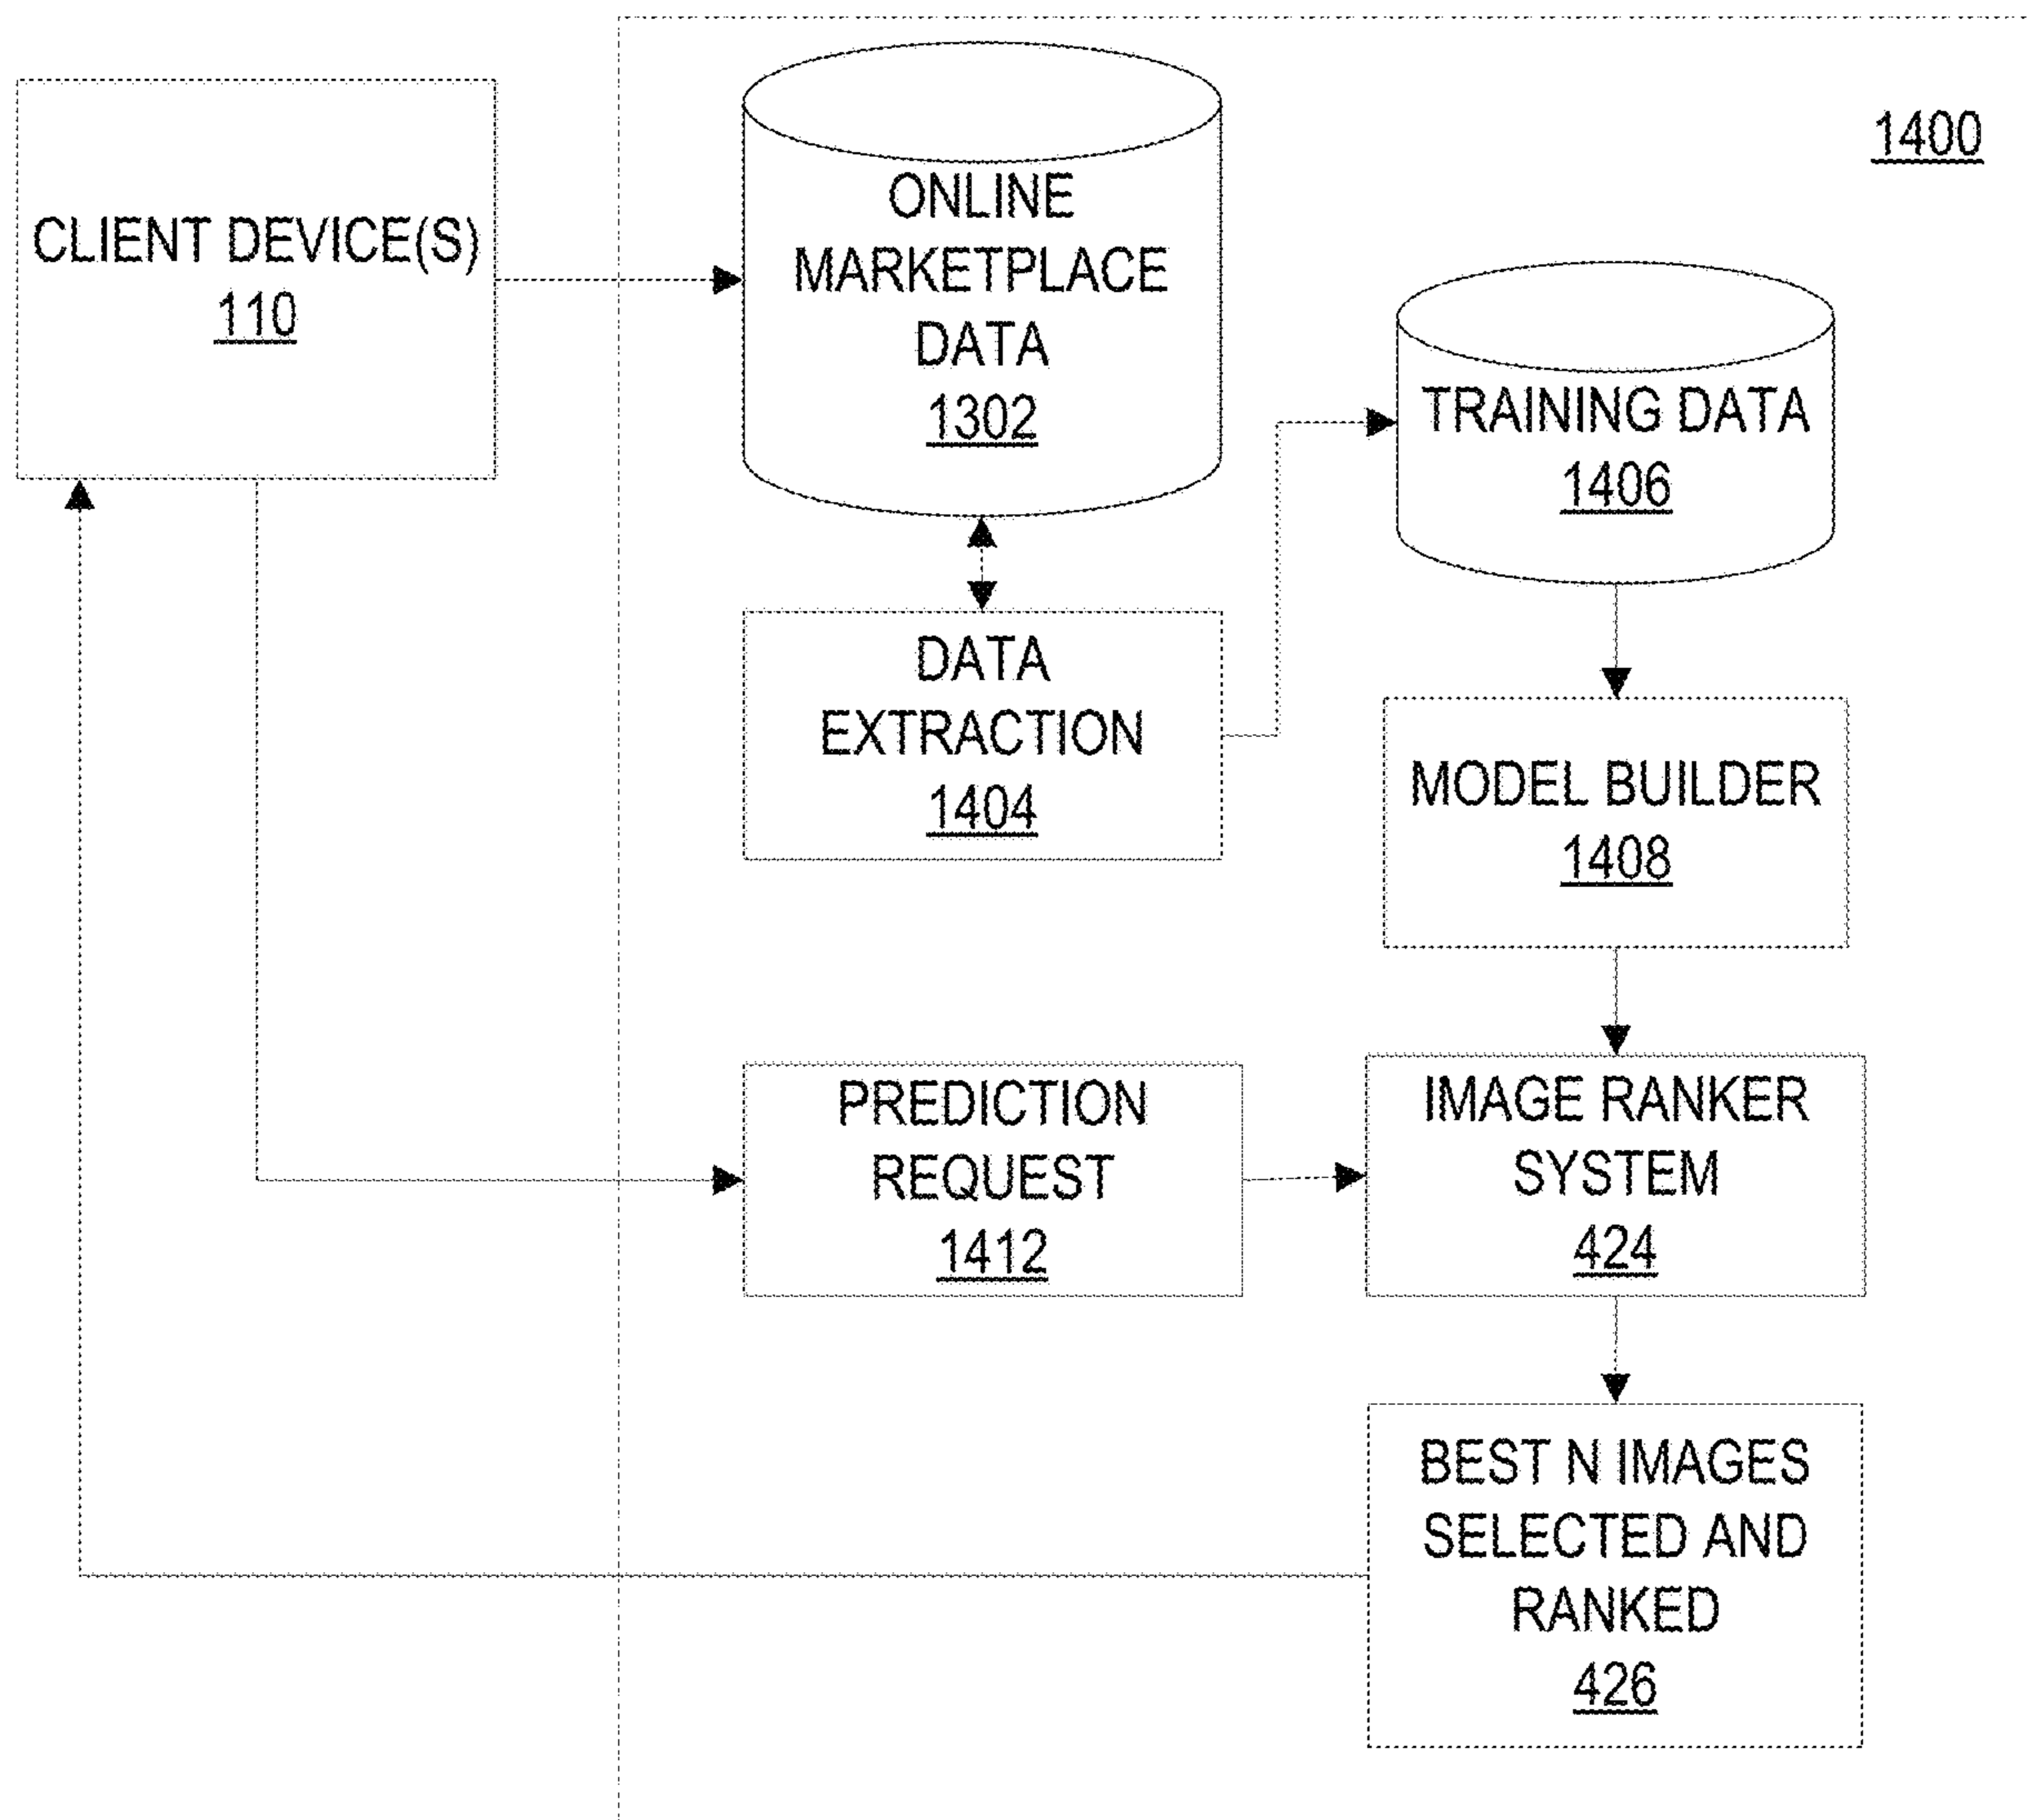 1400
CLIENT DEVICE(S)
110
ONLINE
MARKETPLACE
DATA
1302
TRAINING DATA
1406
DATA
EXTRACTION
1404
MODEL BUILDER
1408
PREDICTION
REQUEST
1412
IMAGE RANKER
SYSTEM
424
BEST N IMAGES
SELECTED AND
RANKED
426